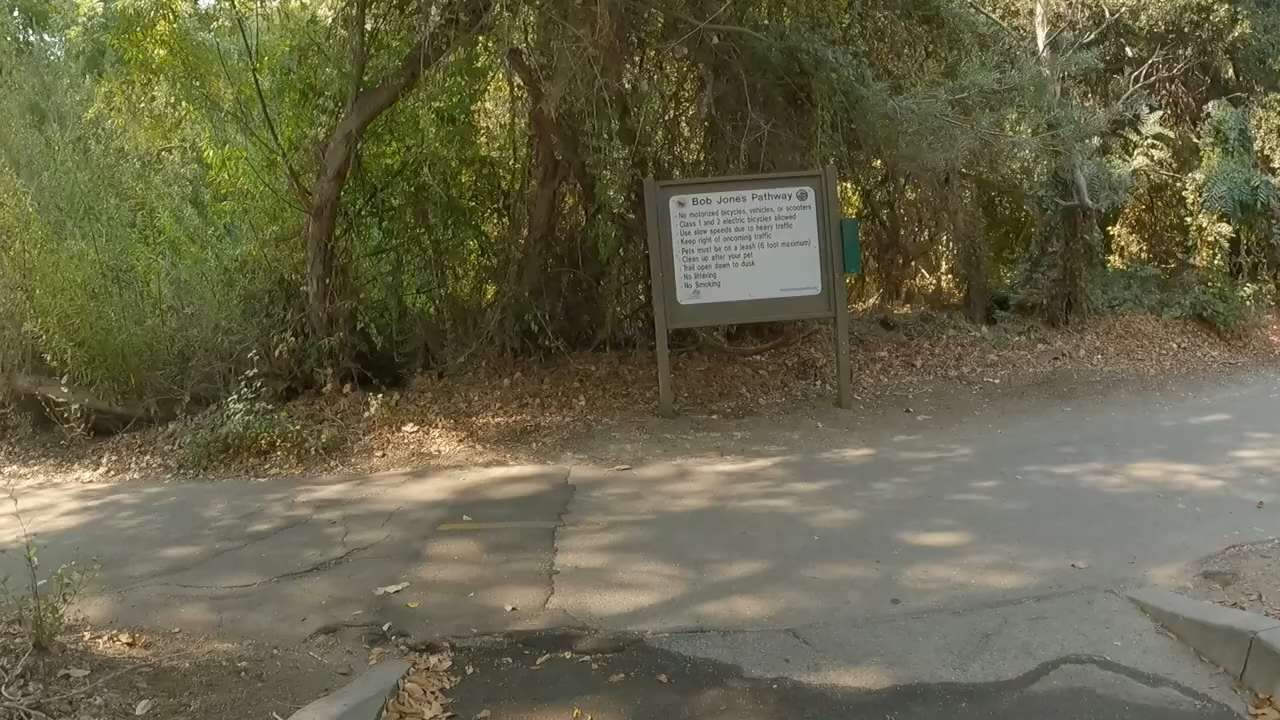 Bob Jones Pathway
- No motorized bicycles, vehicles, or scooters
- Class 1 and 2 electric bicycles allowed
- Use slow speeds due to heavy traffic
- Keep right of oncoming traffic
- Pets must be on a leash (6 foot maximum)
- Clean up after your pet
- Trail open dawn to dusk
- No littering
- No Smoking